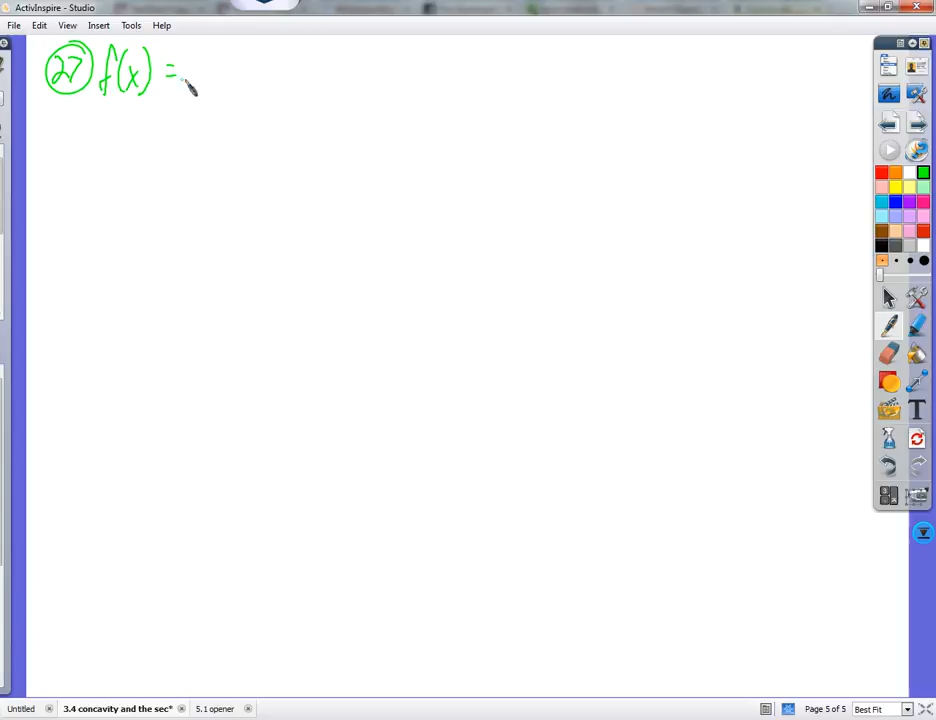 ActivInspire - Studio
File Edit View Insert Tools Help
27 f(x) =
Untitled 3.4 concavity and the sec* 5.1 opener Page 5 of 5 Best Fit